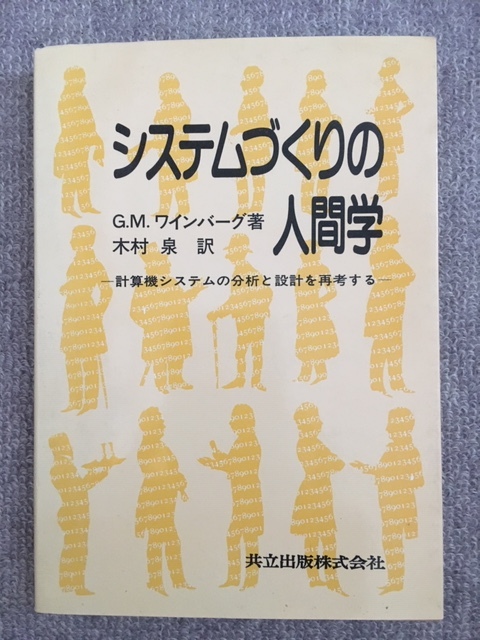 システムづくりの
人間学
G.M. ワインバーグ著
木村 泉 訳
—計算機システムの分析と設計を再考する—
共立出版株式会社